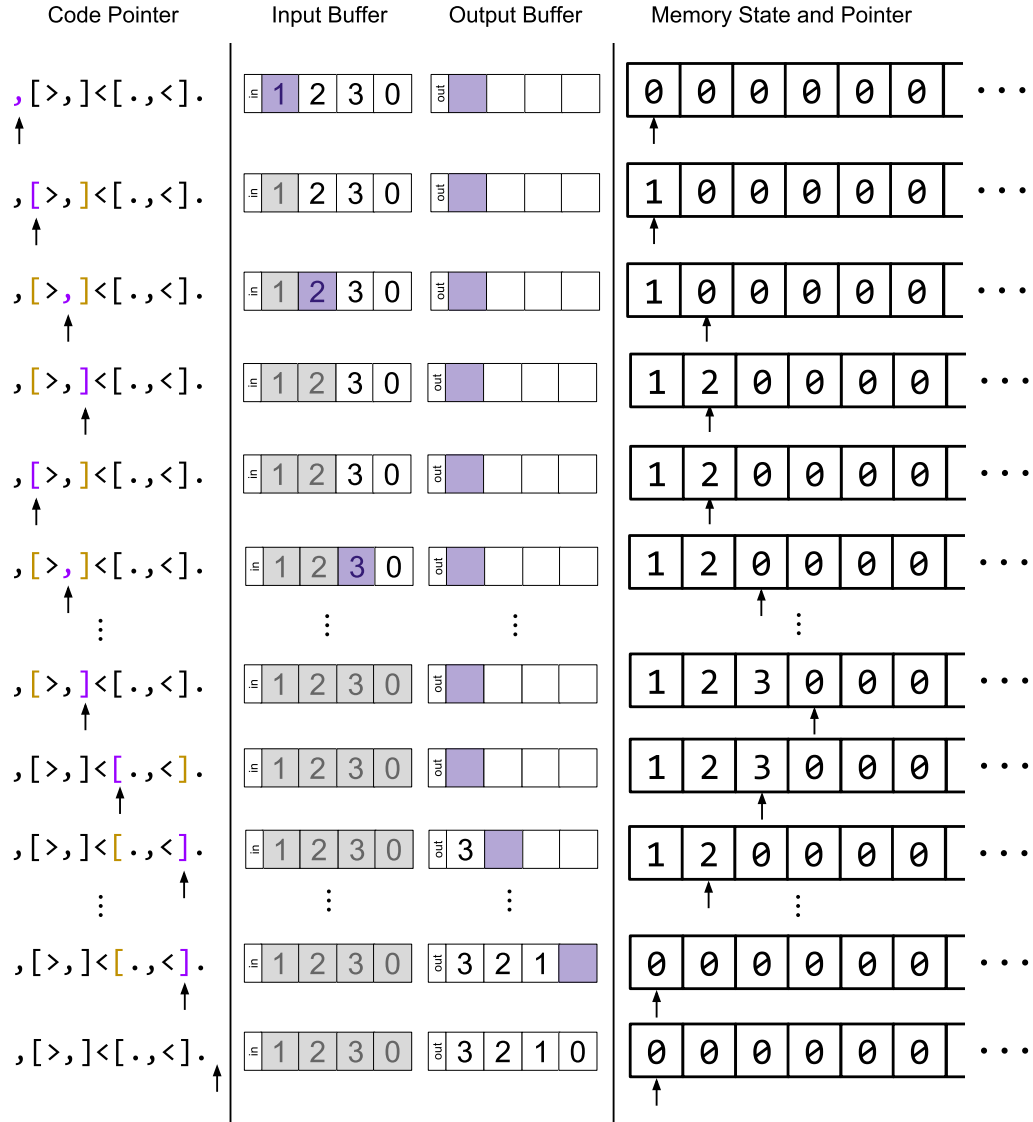 Code Pointer Input Buffer Output Buffer Memory State and Pointer
,[>,]<[.,<]. in 1 2 3 0 out 0 0 0 0 0 0 ...
,[>,]<[.,<]. in 1 2 3 0 out 1 0 0 0 0 0 ...
,[>,]<[.,<]. in 1 2 3 0 out 1 0 0 0 0 0 ...
,[>,]<[.,<]. in 1 2 3 0 out 1 2 0 0 0 0 ...
,[>,]<[.,<]. in 1 2 3 0 out 1 2 0 0 0 0 ...
,[>,]<[.,<]. in 1 2 3 0 out 1 2 0 0 0 0 ...
⋮ ⋮ ⋮ ⋮
,[>,]<[.,<]. in 1 2 3 0 out 1 2 3 0 0 0 ...
,[>,]<[.,<]. in 1 2 3 0 out 1 2 3 0 0 0 ...
,[>,]<[.,<]. in 1 2 3 0 out 3 1 2 0 0 0 0 ...
⋮ ⋮ ⋮ ⋮
,[>,]<[.,<]. in 1 2 3 0 out 3 2 1 0 0 0 0 0 0 ...
,[>,]<[.,<]. in 1 2 3 0 out 3 2 1 0 0 0 0 0 0 0 ...